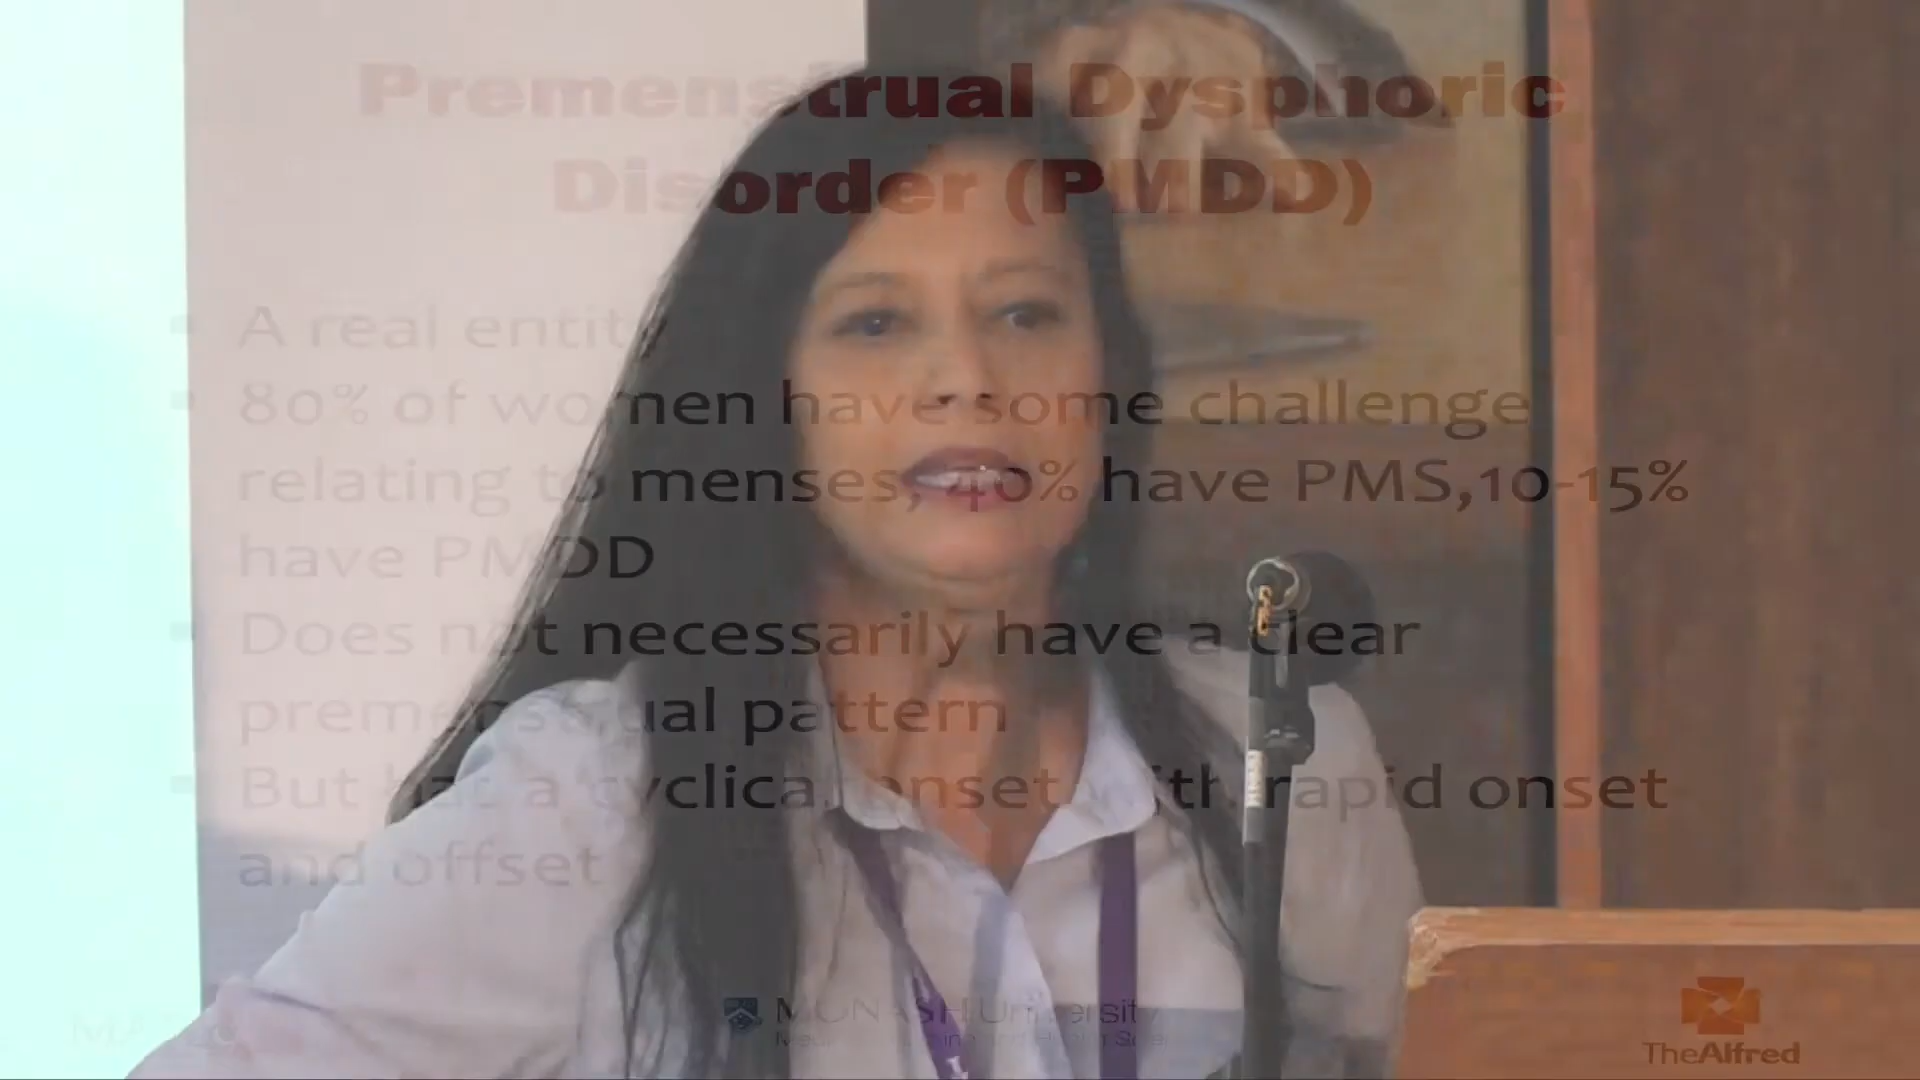 Premenstrual Dysphoric
Disorder (PMDD)
A real entity
80% of women have some challenge
relating to menses, 40% have PMS,10-15%
have PMDD
Does not necessarily have a clear
premenstrual pattern
But has a cyclical onset with rapid onset
and offset
MONASH University
TheAlfred